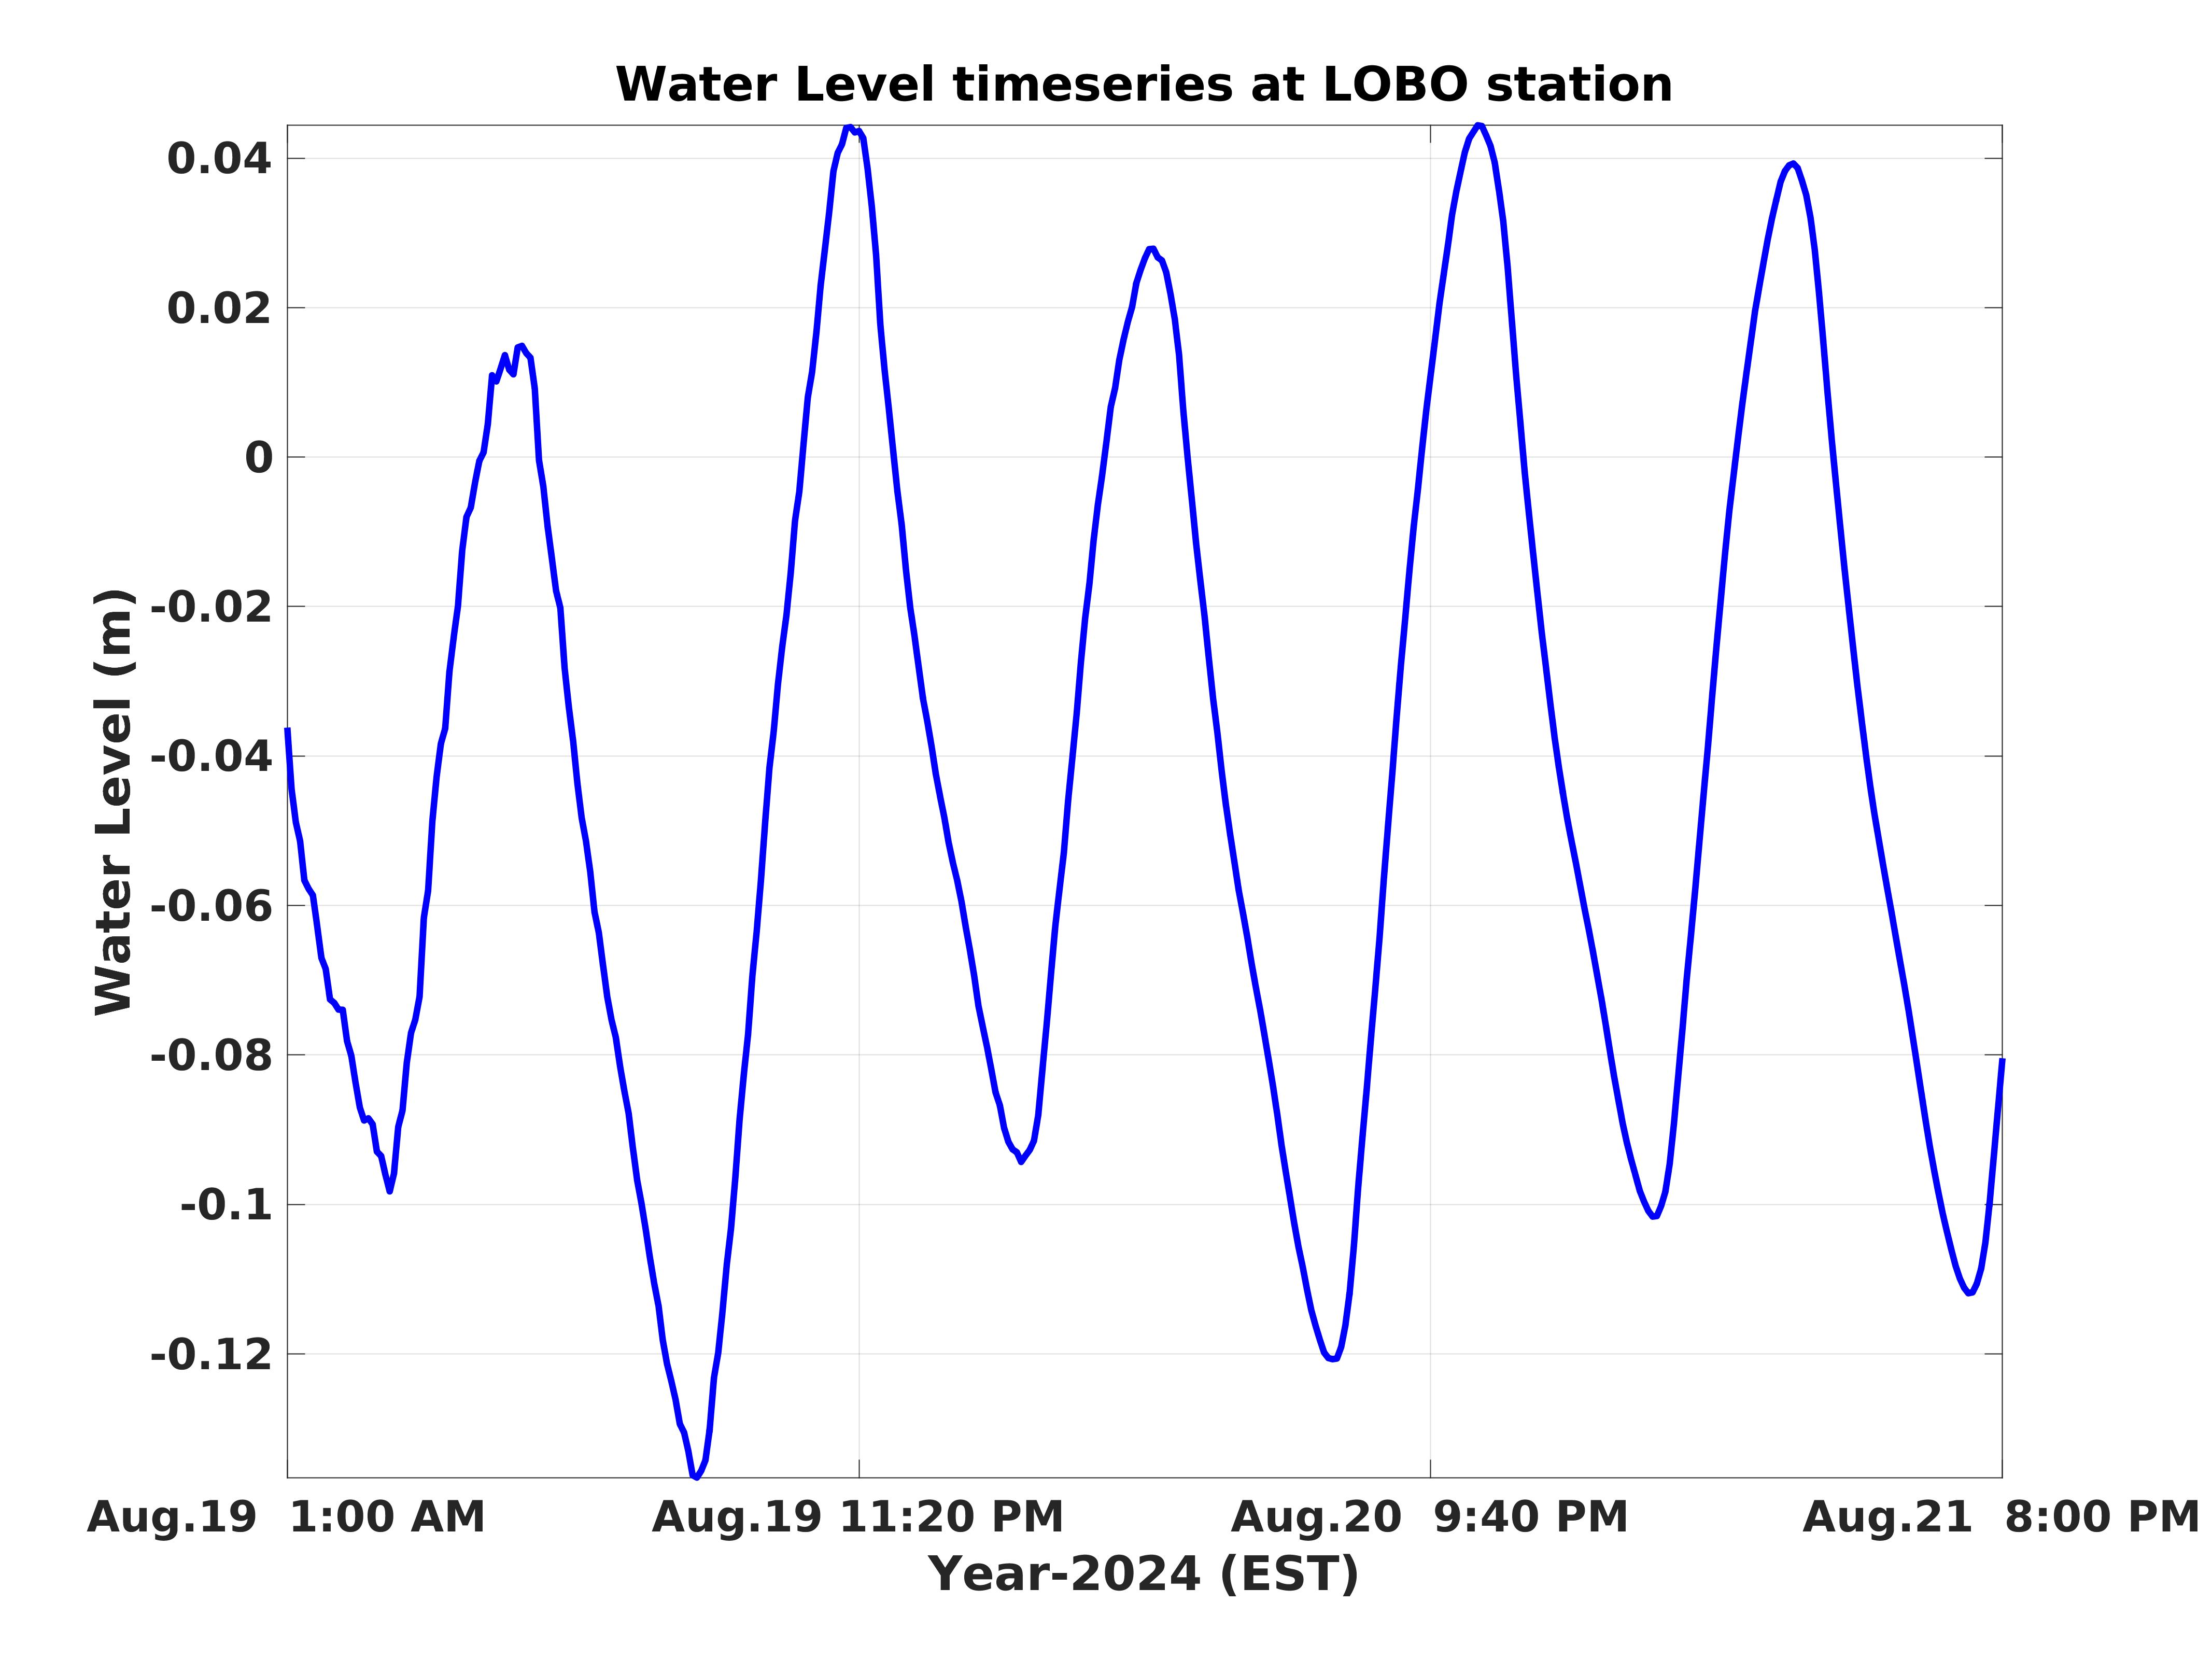 Water Level timeseries at LOBO station
0.04
0.02
0
-0.02
-0.04
-0.06
-0.08
-0.1
-0.12
Water Level (m)
Aug.19  1:00 AM
Aug.19 11:20 PM
Aug.20  9:40 PM
Aug.21  8:00 PM
Year-2024 (EST)